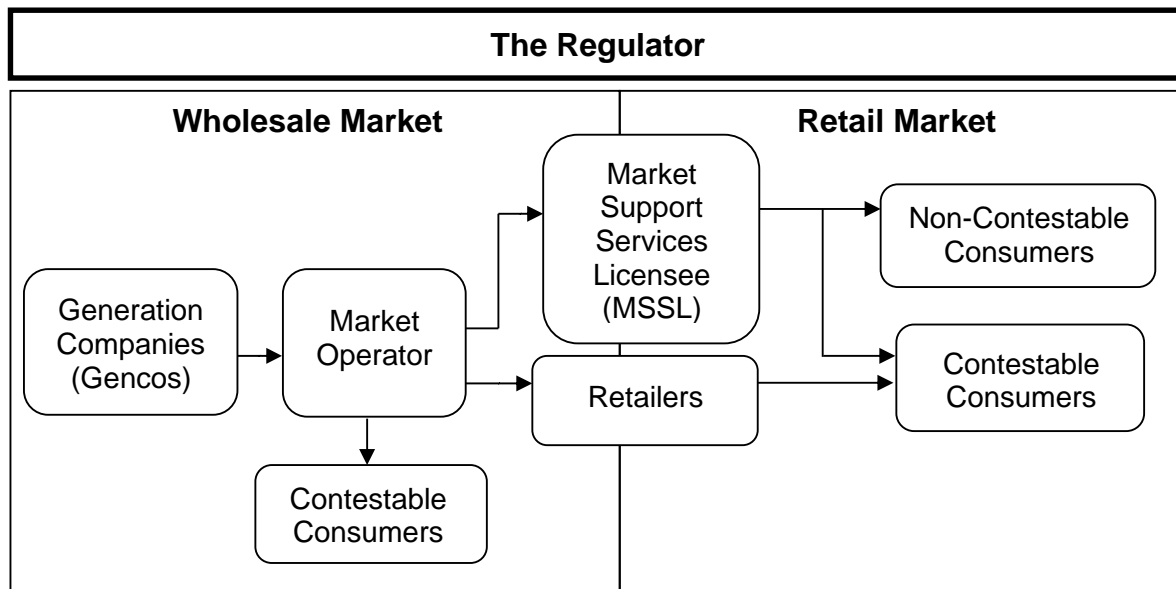 The Regulator
Wholesale Market
Retail Market
Generation
Companies
(Gencos)
Market
Operator
Contestable
Consumers
Market
Support
Services
Licensee
(MSSL)
Retailers
Non-Contestable
Consumers
Contestable
Consumers